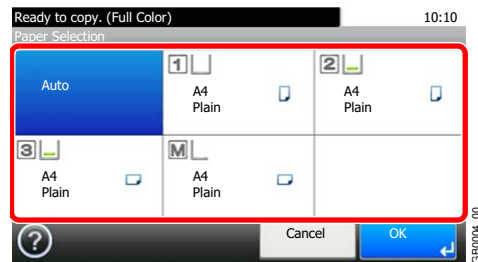 Ready to copy. (Full Color) 10:10
Paper Selection
Auto
1
A4
Plain
2
A4
Plain
3
A4
Plain
M
A4
Plain
?
Cancel
OK
GB0004_00